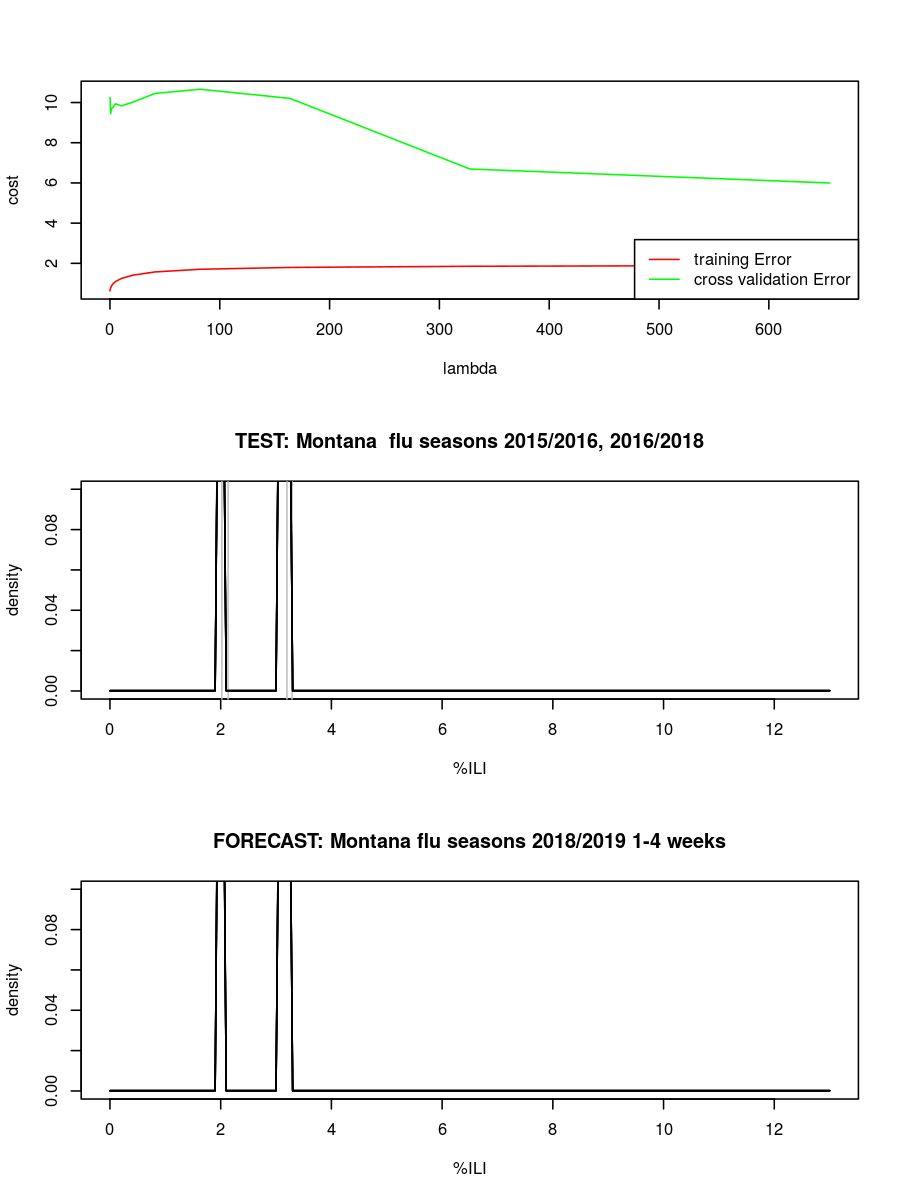 10
8
6
4
2
cost
training Error
cross validation Error
0 100 200 300 400 500 600
lambda
TEST: Montana  flu seasons 2015/2016, 2016/2018
0.08
0.04
0.00
density
0 2 4 6 8 10 12
%ILI
FORECAST: Montana flu seasons 2018/2019 1-4 weeks
0.08
0.04
0.00
density
0 2 4 6 8 10 12
%ILI